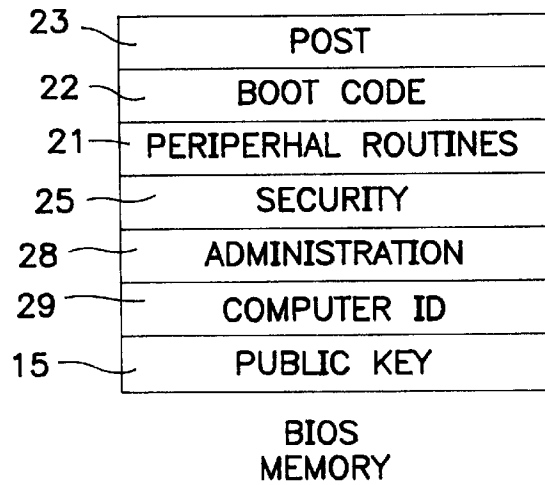 23 POST
22 BOOT CODE
21 PERIPERHAL ROUTINES
25 SECURITY
28 ADMINISTRATION
29 COMPUTER ID
15 PUBLIC KEY
BIOS
MEMORY